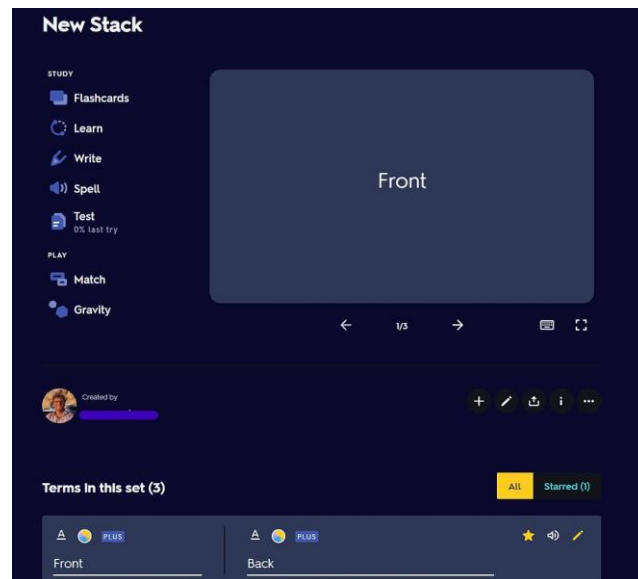 New Stack
STUDY
Flashcards
Learn
Write
Spell
Test
0% last try
PLAY
Match
Gravity
Front
1/3
Created by
Terms in this set (3)
All
Starred (1)
A PLUS
A PLUS
Front
Back